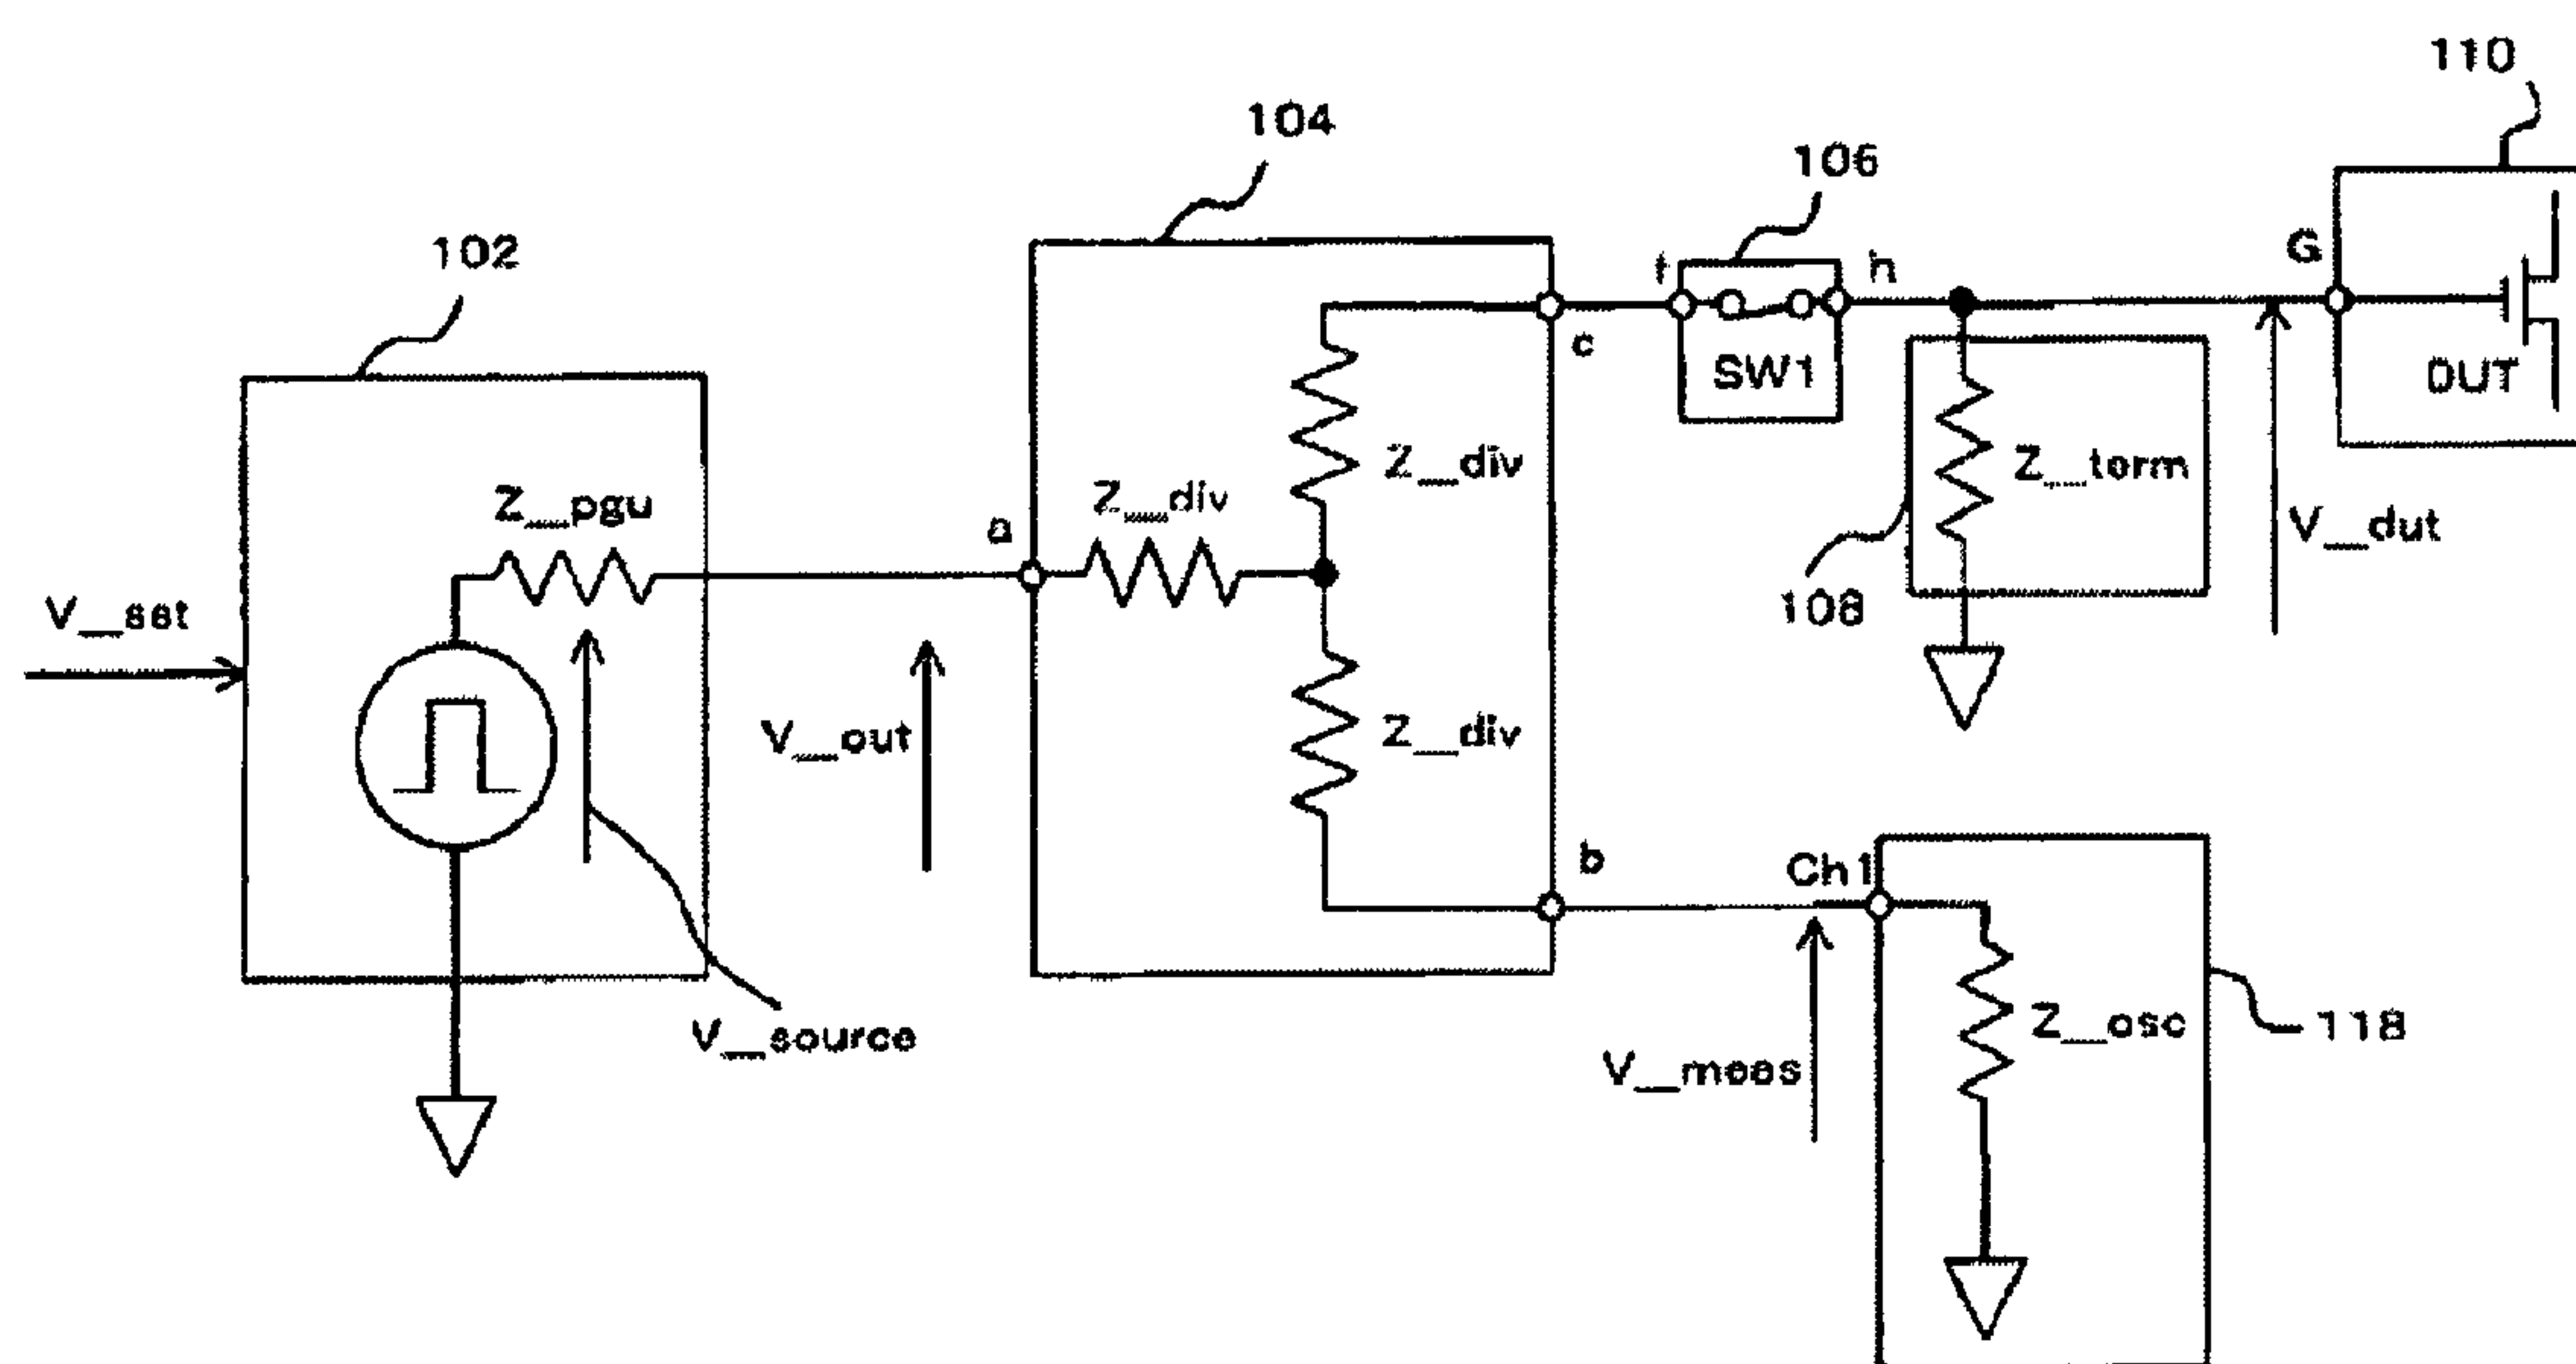 110
104
106
102
G
f
h
c
SW1
DUT
Z_div
Z_term
Z_pgu
Z_div
a
V_dut
V_set
108
V_out
Z_div
b
Ch1
V_source
Z_osc
118
V_meas